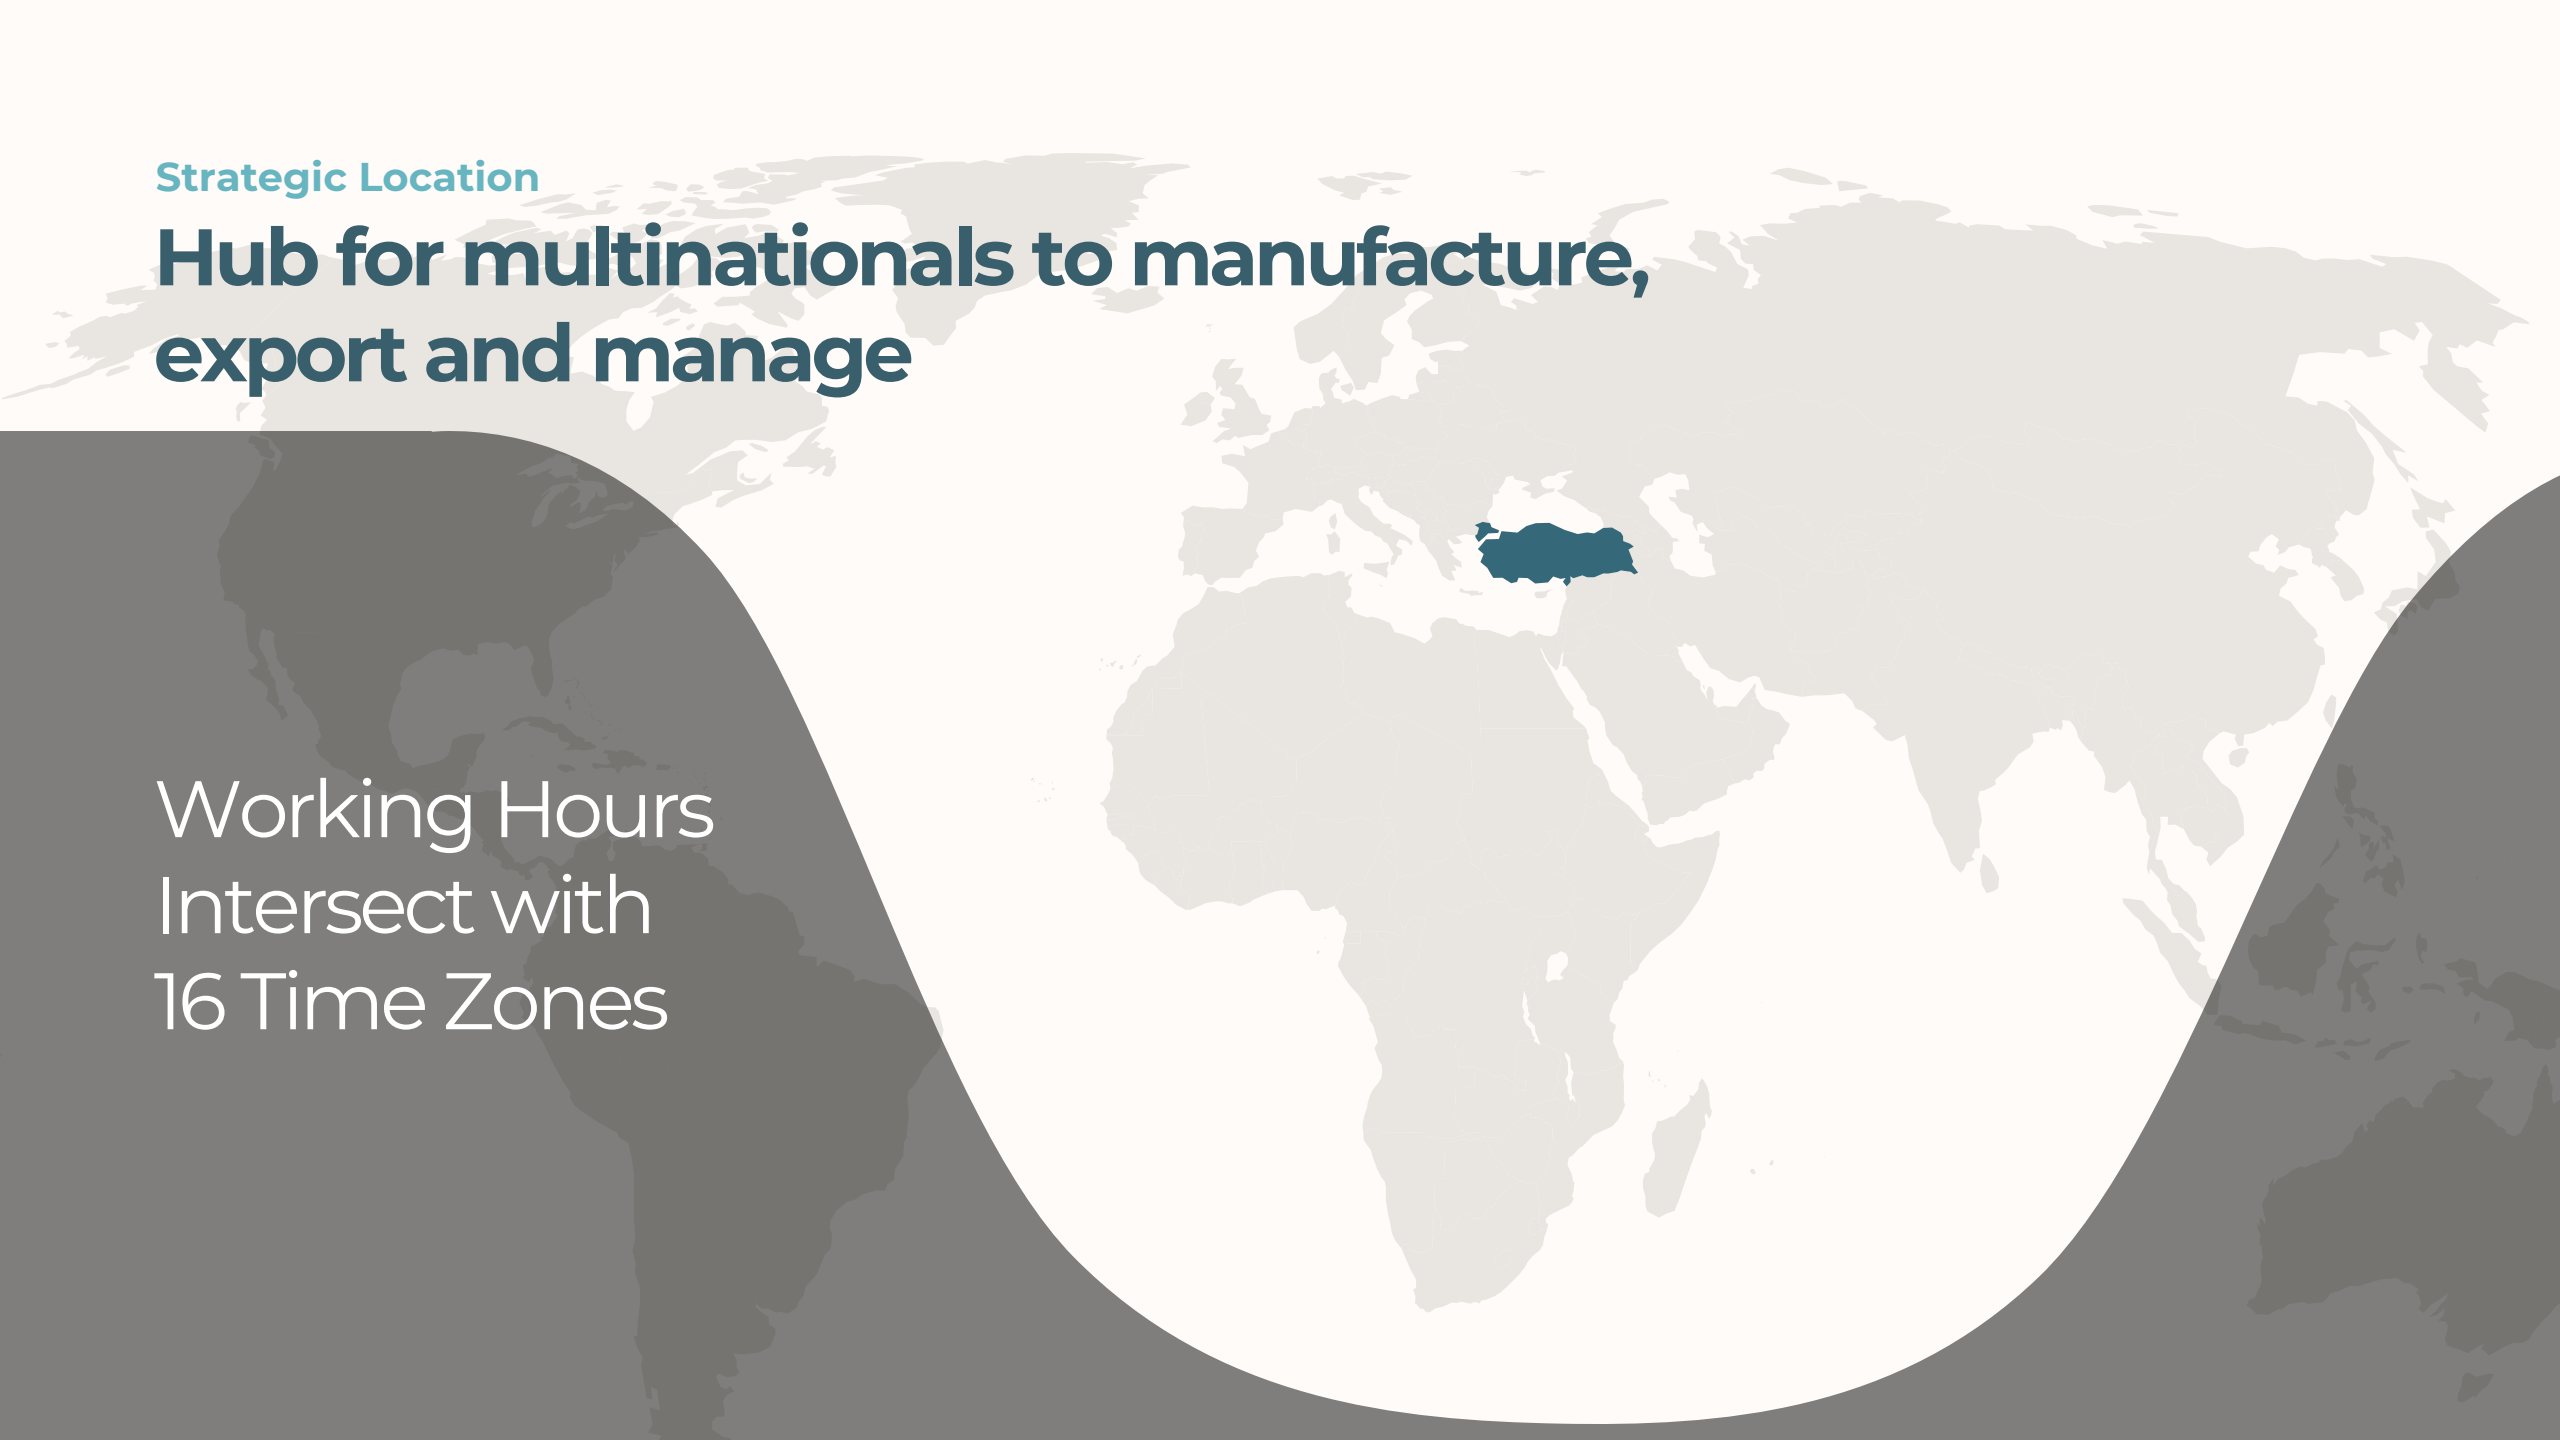 Strategic Location
Hub for multinationals to manufacture,
export and manage
Working Hours
Intersect with
16 Time Zones